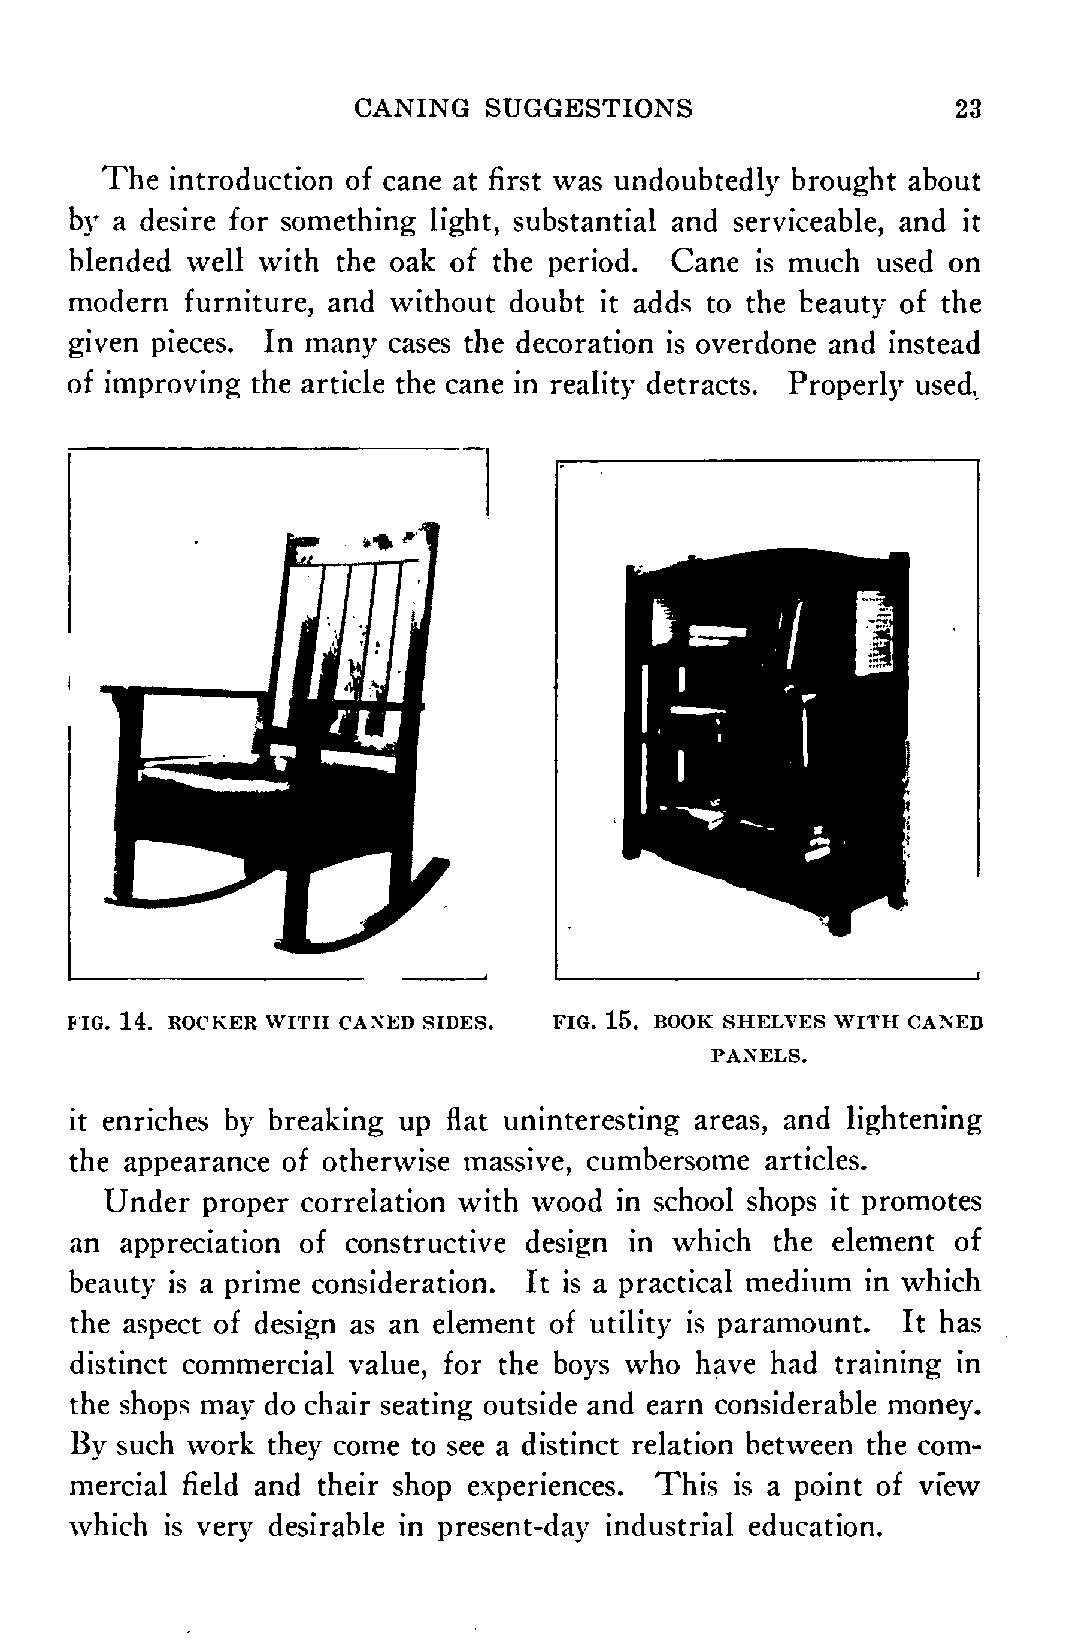 CANING SUGGESTIONS 23
The introduction of cane at first was undoubtedly brought about
by a desire for something light, substantial and serviceable, and it
blended well with the oak of the period. Cane is much used on
modern furniture, and without doubt it adds to the beauty of the
given pieces. In many cases the decoration is overdone and instead
of improving the article the cane in reality detracts. Properly used,
FIG. 14. ROCKER WITH CANED SIDES.
FIG. 15. BOOK SHELVES WITH CANED
PANELS.
it enriches by breaking up flat uninteresting areas, and lightening
the appearance of otherwise massive, cumbersome articles.
Under proper correlation with wood in school shops it promotes
an appreciation of constructive design in which the element of
beauty is a prime consideration. It is a practical medium in which
the aspect of design as an element of utility is paramount. It has
distinct commercial value, for the boys who have had training in
the shops may do chair seating outside and earn considerable money.
By such work they come to see a distinct relation between the com-
mercial field and their shop experiences. This is a point of view
which is very desirable in present-day industrial education.